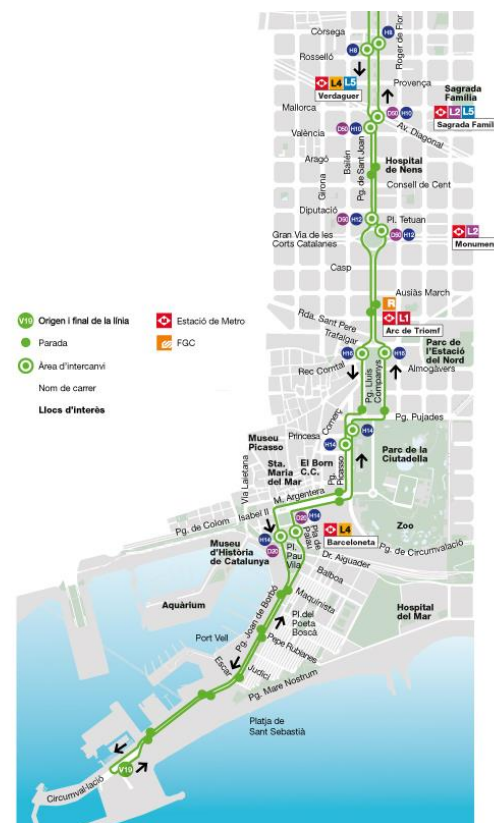 Còrsega
H8
Roger de Flor
H8
Rosselló
L4 L5
Verdaguer
Provença
Sagrada
Família
Mallorca
D50 H10
L2 L5
Sagrada Famíl
València
D50 H10
Av. Diagonal
Aragó
Girona
Bailén
Pg. de Sant Joan
Hospital
de Nens
Consell de Cent
Diputació
D50 H12
Pl. Tetuan
Gran Via de les
Corts Catalanes
D50 H12
L2
Monumen
Casp
Ausiàs March
R
L1
Arc de Triomf
Rda. Sant Pere
Trafalgar
V19 Origen i final de la línia
Parada
Àrea d'intercanvi
Nom de carrer
Llocs d'interès
Estació de Metro
FGC
H16
H16
Parc de
l'Estació
del Nord
Rec Comtal
Pg. Lluís
Companys
Almogàvers
Pg. Pujades
Comerç
Princesa
H14
H14
Museu
Picasso
Parc de la
Ciutadella
Sta.
Maria
del Mar
El Born
C.C.
Via Laietana
Pg.
Picasso
M. Argentera
Isabel II
Pg. de Colom
Zoo
D20 H14
L4
Barceloneta
H14
D20
Pla de
Palau
Pg. de Circumval·lació
Museu
d'Història
de Catalunya
Pl.
Pau
Vila
Dr. Aiguader
Balboa
Aquàrium
Maquinista
Hospital
del Mar
Pg. Joan de Borbó
Pl.del
Poeta
Boscà
Port Vell
Pepe Rubianes
Escar
Judici
Pg. Mare Nostrum
Platja de
Sant Sebastià
Circumval·lació
V19